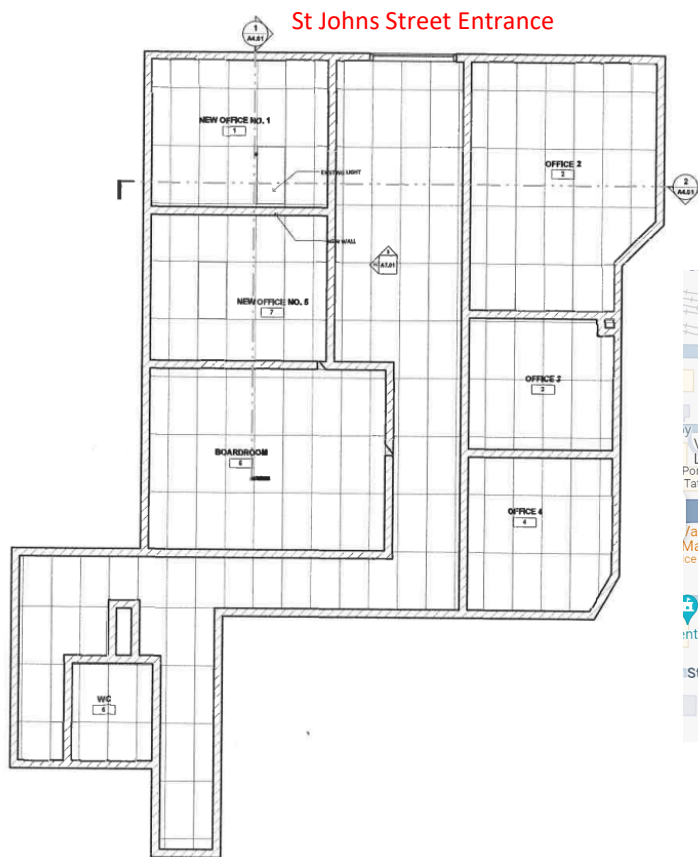 St Johns Street Entrance
1
A4.01
NEW OFFICE NO. 1
1
EXISTING LIGHT
OFFICE 2
2
2
A4.01
NEW WALL
A7.01
NEW OFFICE NO. 5
7
OFFICE 3
3
BOARDROOM
5
OFFICE 4
4
WC
6